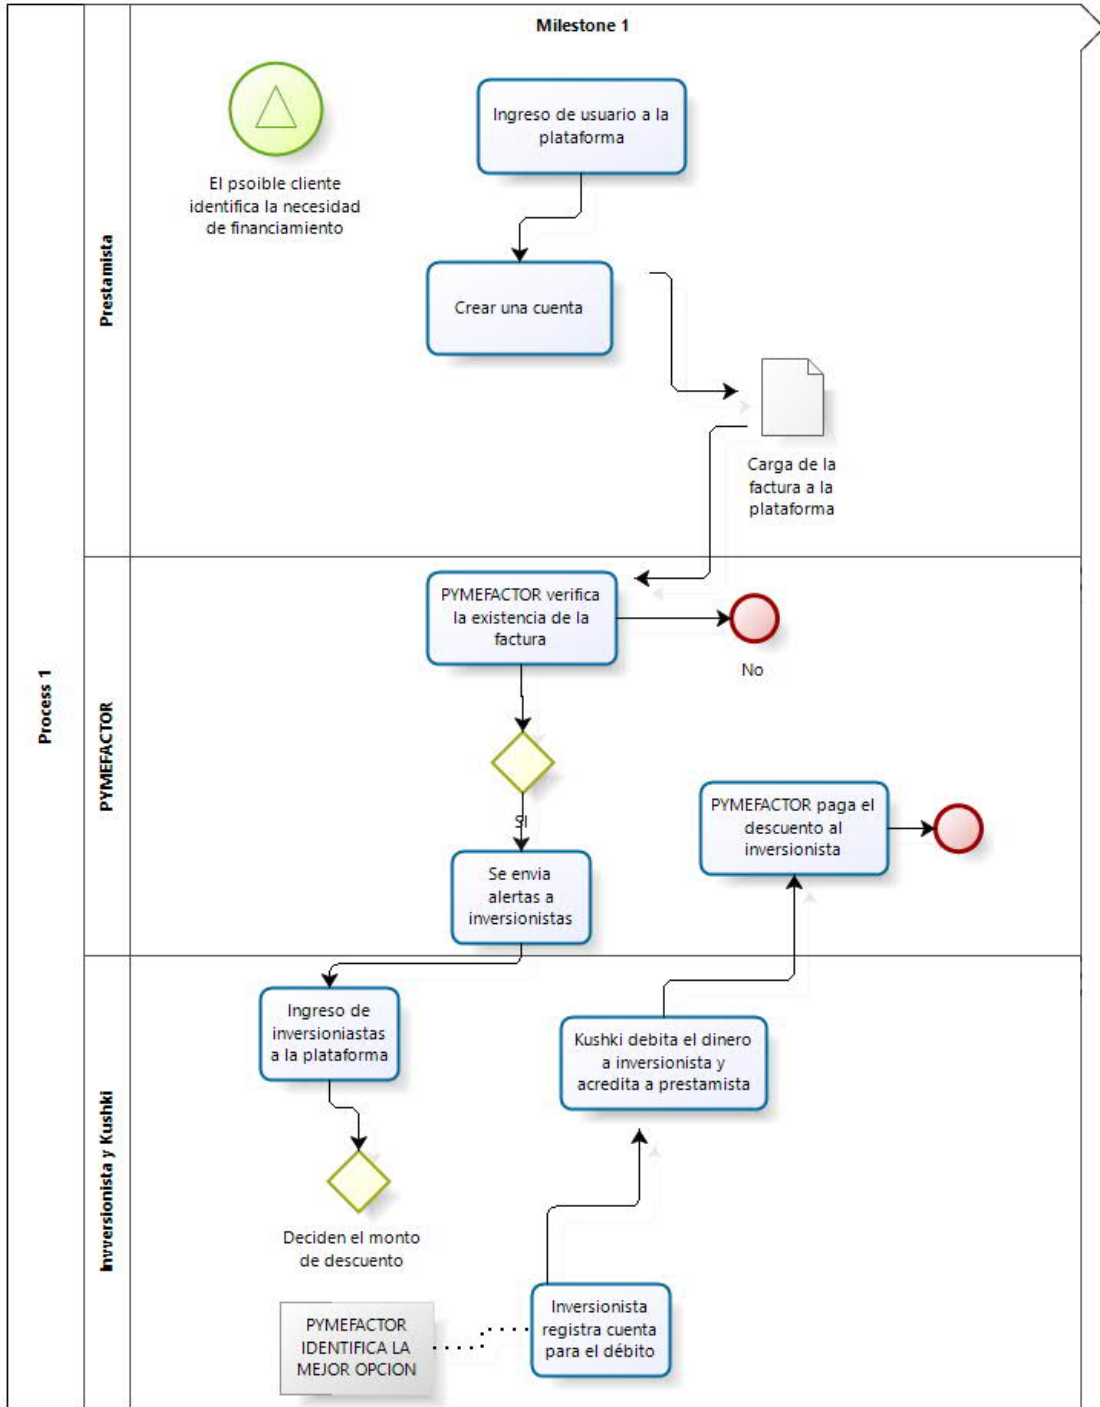 Milestone 1
Process 1
Prestamista
El psoible cliente
identifica la necesidad
de financiamiento
Ingreso de usuario a la
plataforma
Crear una cuenta
Carga de la
factura a la
plataforma
PYMEFACTOR
PYMEFACTOR verifica
la existencia de la
factura
No
SI
Se envia
alertas a
inversionistas
PYMEFACTOR paga el
descuento al
inversionista
Invversionista y Kushki
Ingreso de
inversioniastas
a la plataforma
Deciden el monto
de descuento
PYMEFACTOR
IDENTIFICA LA
MEJOR OPCION
Inversionista
registra cuenta
para el débito
Kushki debita el dinero
a inversionista y
acredita a prestamista